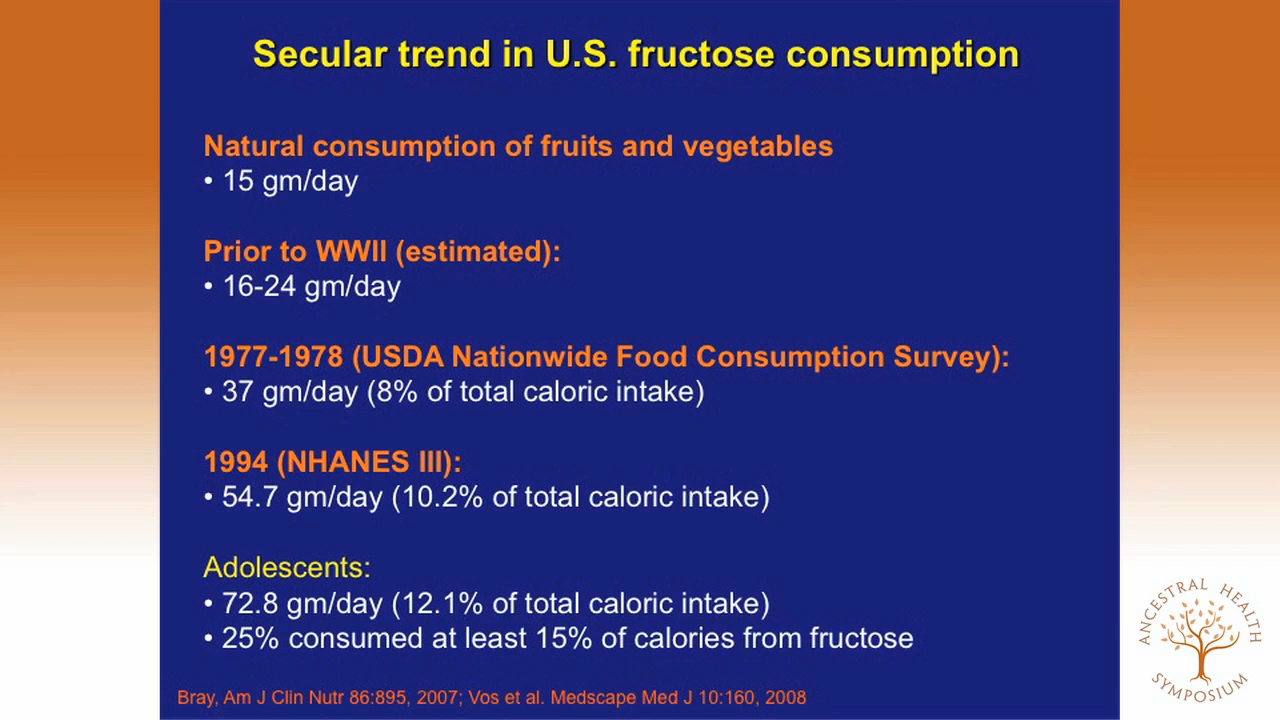 Secular trend in U.S. fructose consumption
Natural consumption of fruits and vegetables
• 15 gm/day
Prior to WWII (estimated):
• 16-24 gm/day
1977-1978 (USDA Nationwide Food Consumption Survey):
• 37 gm/day (8% of total caloric intake)
1994 (NHANES III):
• 54.7 gm/day (10.2% of total caloric intake)
Adolescents:
• 72.8 gm/day (12.1% of total caloric intake)
• 25% consumed at least 15% of calories from fructose
Bray, Am J Clin Nutr 86:895, 2007; Vos et al. Medscape Med J 10:160, 2008
ANCESTRAL HEALTH
SYMPOSIUM